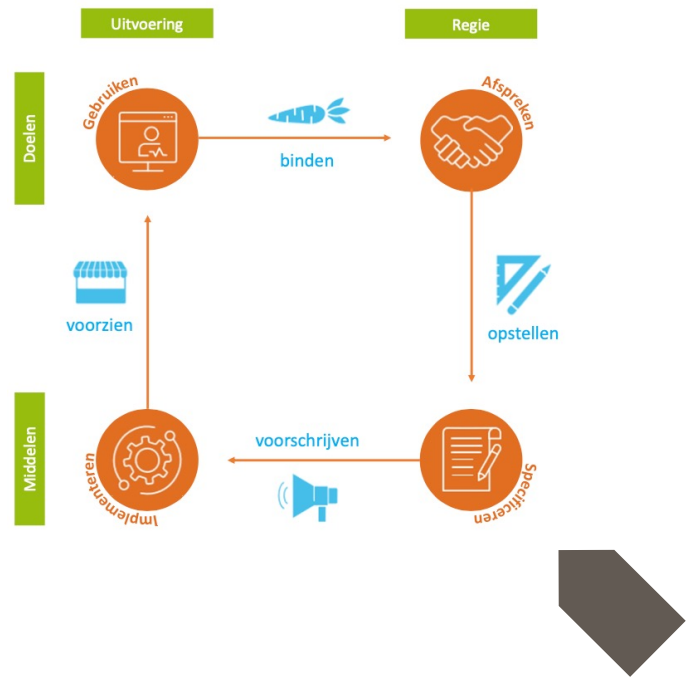 Uitvoering
Regie
Doelen
Gebruiken
binden
Afspreken
voorzien
opstellen
Middelen
Implementeren
voorschrijven
Specificeren